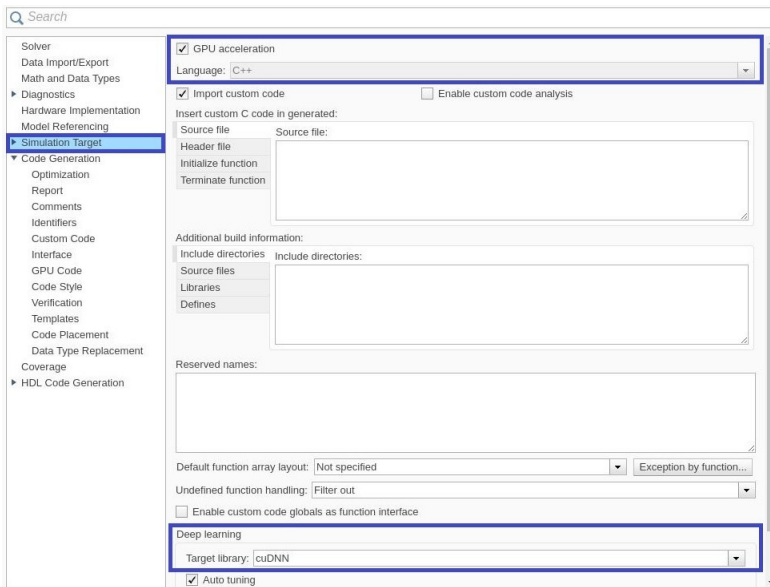 Search
Solver
Data Import/Export
Math and Data Types
Diagnostics
Hardware Implementation
Model Referencing
Simulation Target
Code Generation
Optimization
Report
Comments
Identifiers
Custom Code
Interface
GPU Code
Code Style
Verification
Templates
Code Placement
Data Type Replacement
Coverage
HDL Code Generation
GPU acceleration
Language: C++
Import custom code Enable custom code analysis
Insert custom C code in generated:
Source file
Header file
Initialize function
Terminate function
Source file:
Additional build information:
Include directories
Source files
Libraries
Defines
Include directories:
Reserved names:
Default function array layout: Not specified Exception by function...
Undefined function handling: Filter out
Enable custom code globals as function interface
Deep learning
Target library: cuDNN
Auto tuning